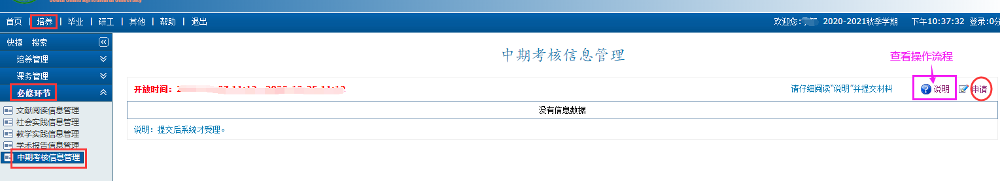 South China Agricultural University
首页 | 培养 | 毕业 | 研工 | 其他 | 帮助 | 退出
欢迎您: 2020-2021秋季学期 下午10:37:32 登录:0分
快捷 搜索
培养管理
课务管理
必修环节
文献阅读信息管理
社会实践信息管理
教学实践信息管理
学术报告信息管理
中期考核信息管理
中期考核信息管理
查看操作流程
开放时间：
请仔细阅读“说明”并提交材料 说明 申请
没有信息数据
说明：提交后系统才受理。